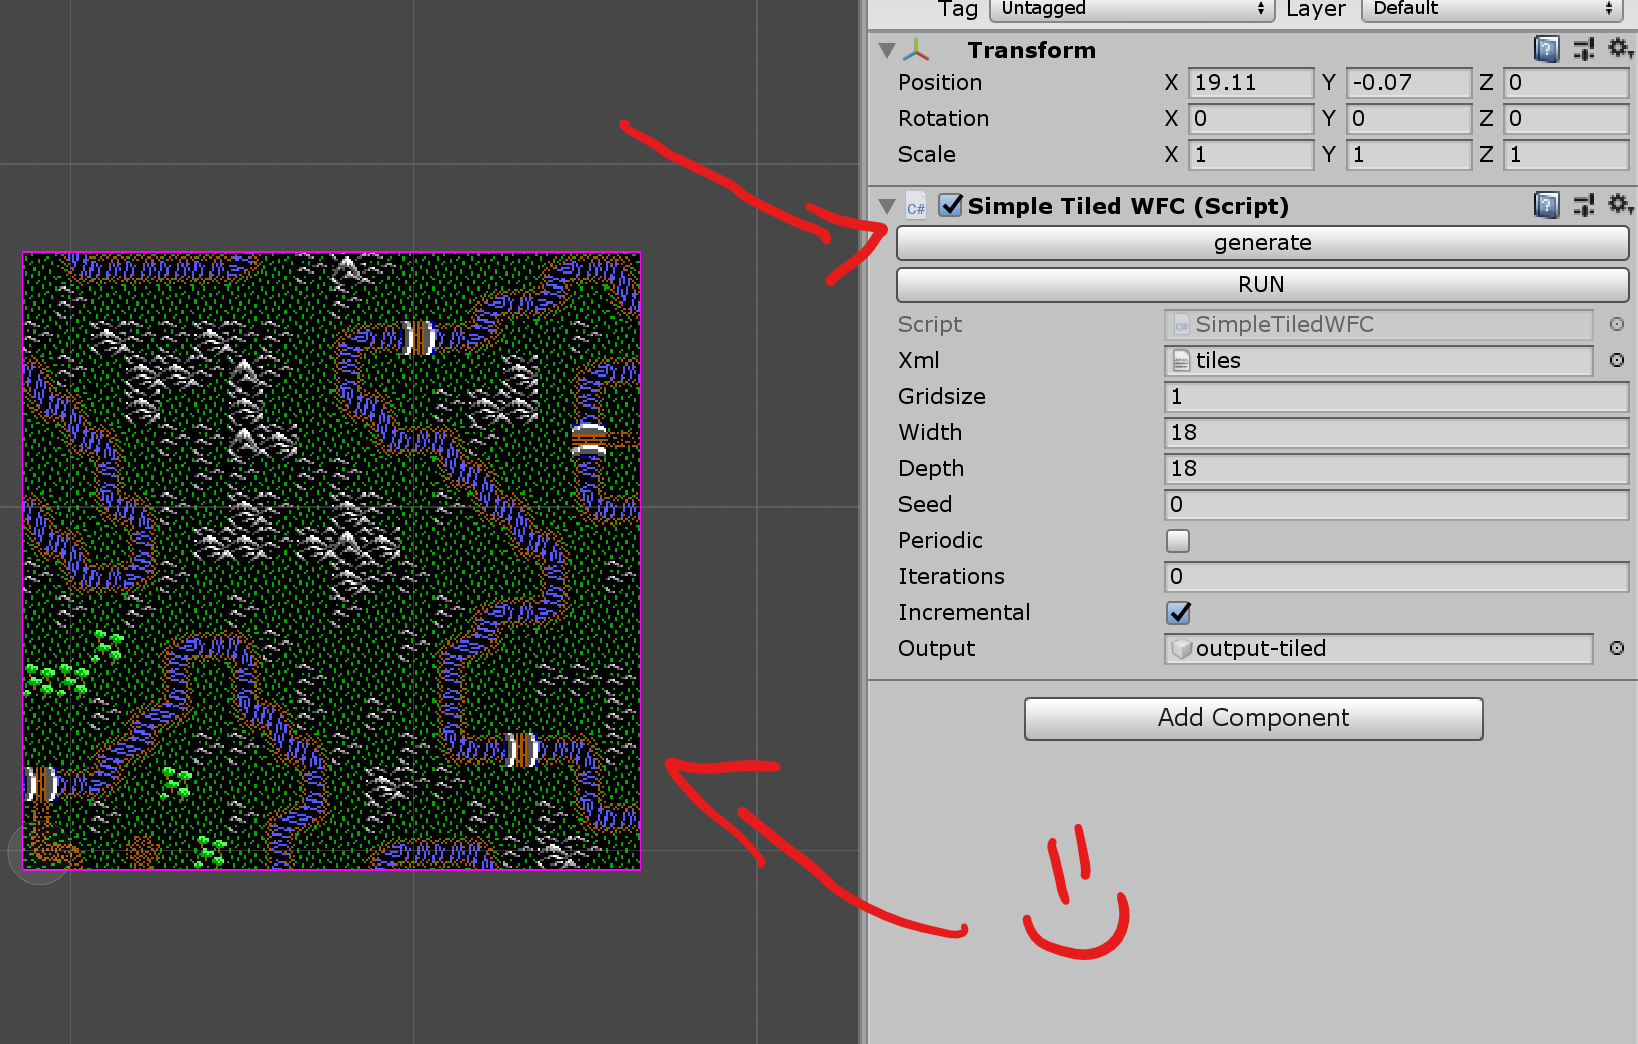 Tag Untagged Layer Default
Transform
Position X 19.11 Y -0.07 Z 0
Rotation X 0 Y 0 Z 0
Scale X 1 Y 1 Z 1
C# Simple Tiled WFC (Script)
generate
RUN
Script SimpleTiledWFC
Xml tiles
Gridsize 1
Width 18
Depth 18
Seed 0
Periodic
Iterations 0
Incremental
Output output-tiled
Add Component